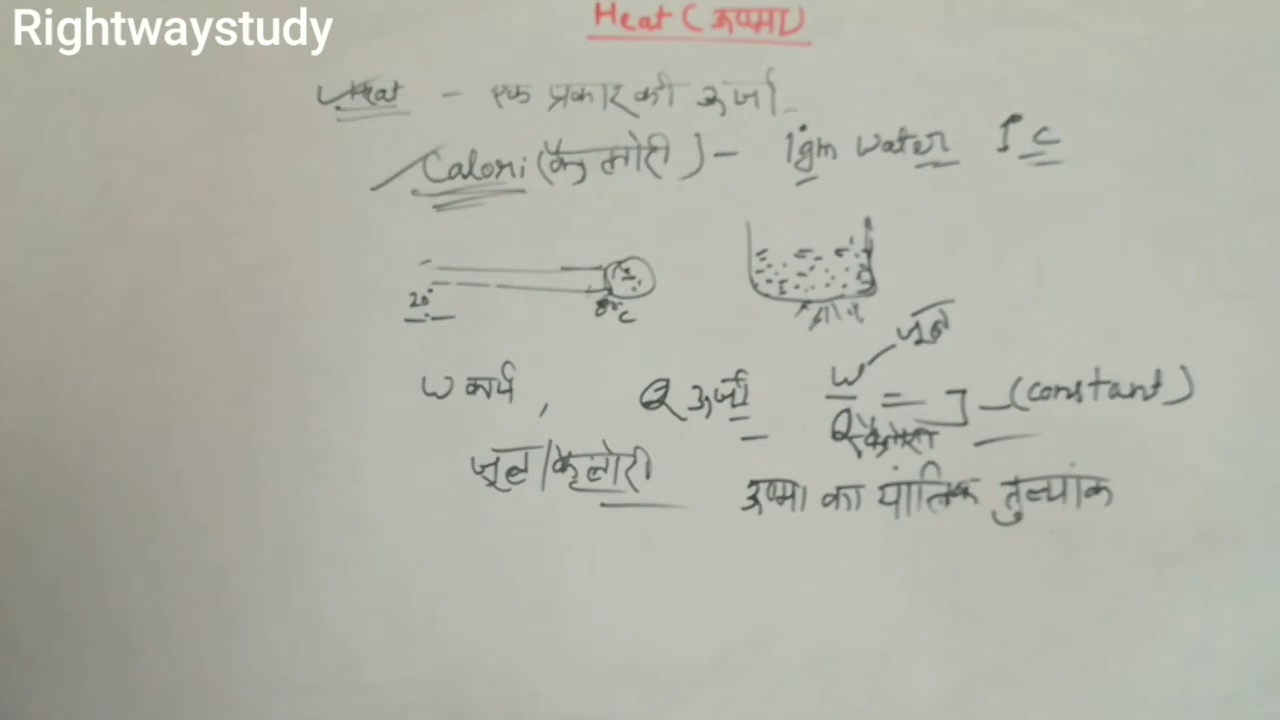 Rightwaystudy
Heat (ऊष्मा)
Heat - एक प्रकार की ऊर्जा
Calori (कैलोरी) - 1gm water 1°C
20°
W कार्य, Q ऊर्जा W/Q = J - (constant)
जूल
कैलोरी
जूल/कैलोरी
ऊष्मा का यांत्रिक तुल्यांक